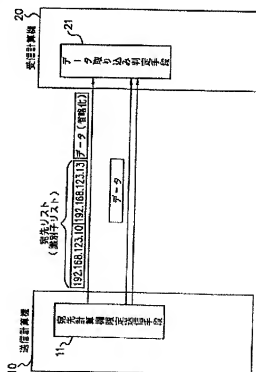 20
受信計算機
21
データ取り込み判定手段
宛先リスト
(識別子リスト)
192.168.123.10
192.168.123.13
データ(省略化)
データ
10
送信計算機
11
宛先計算機限定送信手段